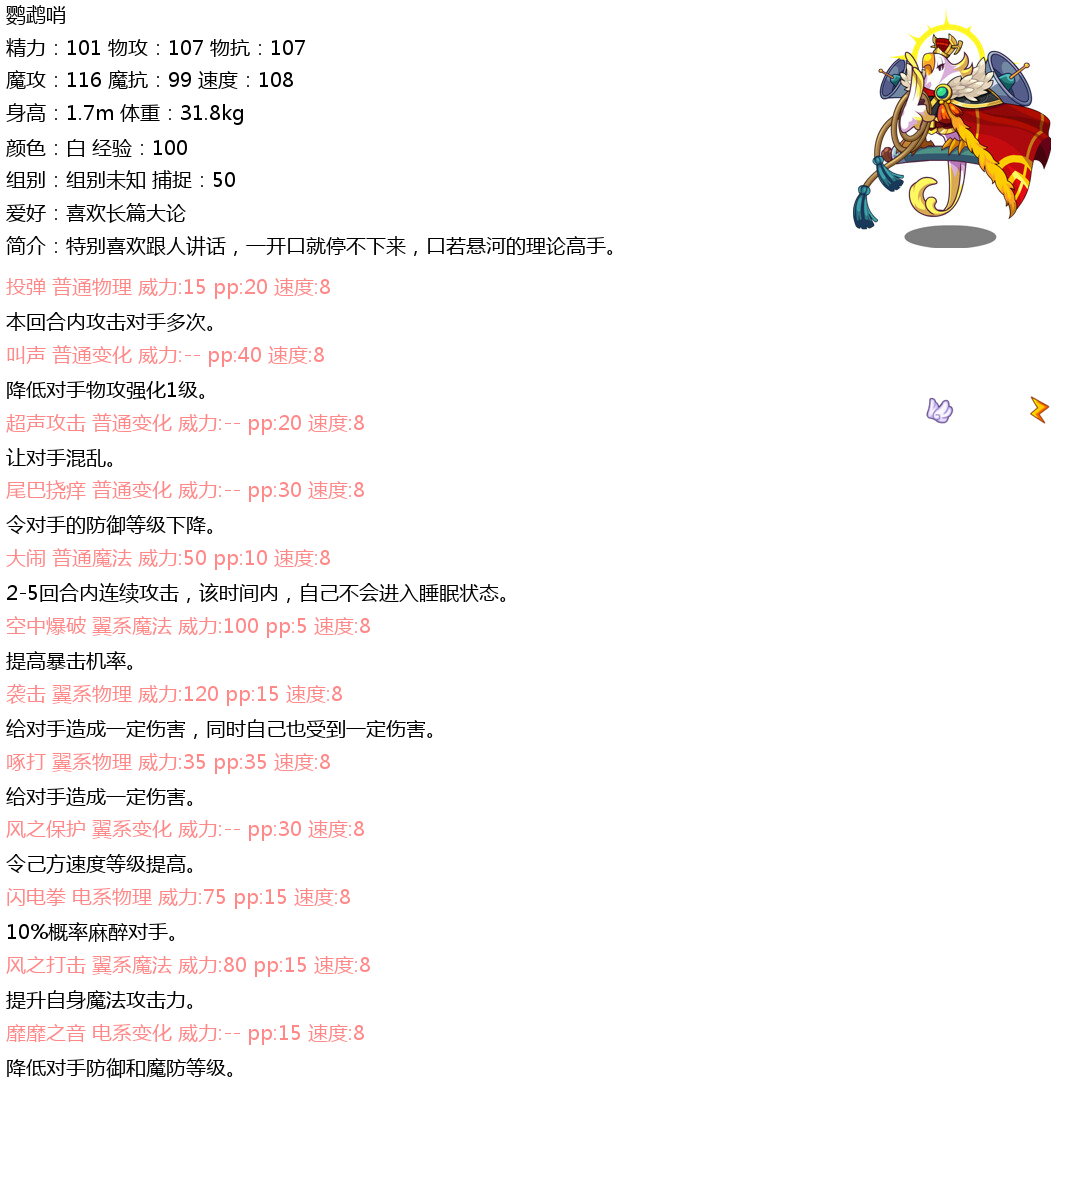 鹦鹉哨
精力：101 物攻：107 物抗：107
魔攻：116 魔抗：99 速度：108
身高：1.7m 体重：31.8kg
颜色：白 经验：100
组别：组别未知 捕捉：50
爱好：喜欢长篇大论
简介：特别喜欢跟人讲话，一开口就停不下来，口若悬河的理论高手。
投弹 普通物理 威力:15 pp:20 速度:8
本回合内攻击对手多次。
叫声 普通变化 威力:-- pp:40 速度:8
降低对手物攻强化1级。
超声攻击 普通变化 威力:-- pp:20 速度:8
让对手混乱。
尾巴挠痒 普通变化 威力:-- pp:30 速度:8
令对手的防御等级下降。
大闹 普通魔法 威力:50 pp:10 速度:8
2-5回合内连续攻击，该时间内，自己不会进入睡眠状态。
空中爆破 翼系魔法 威力:100 pp:5 速度:8
提高暴击机率。
袭击 翼系物理 威力:120 pp:15 速度:8
给对手造成一定伤害，同时自己也受到一定伤害。
啄打 翼系物理 威力:35 pp:35 速度:8
给对手造成一定伤害。
风之保护 翼系变化 威力:-- pp:30 速度:8
令己方速度等级提高。
闪电拳 电系物理 威力:75 pp:15 速度:8
10%概率麻醉对手。
风之打击 翼系魔法 威力:80 pp:15 速度:8
提升自身魔法攻击力。
靡靡之音 电系变化 威力:-- pp:15 速度:8
降低对手防御和魔防等级。